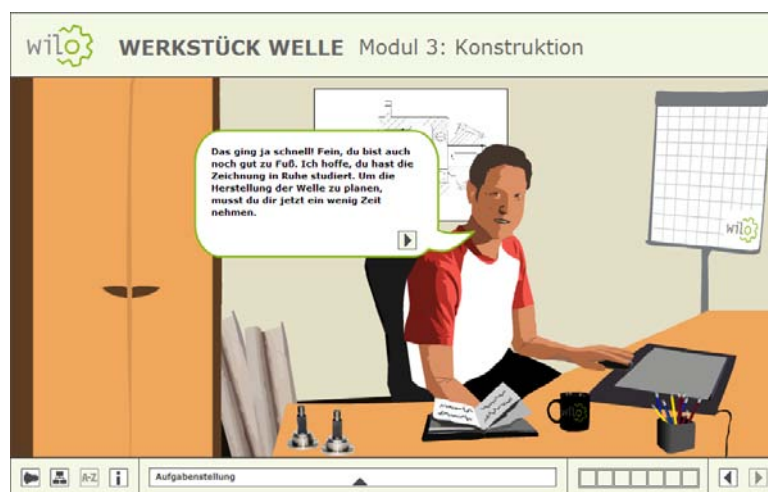 wilo WERKSTÜCK WELLE Modul 3: Konstruktion
Das ging ja schnell! Fein, du bist auch
noch gut zu Fuß. Ich hoffe, du hast die
Zeichnung in Ruhe studiert. Um die
Herstellung der Welle zu planen,
musst du dir jetzt ein wenig Zeit
nehmen.
wilo
wilo
A-Z i Aufgabenstellung